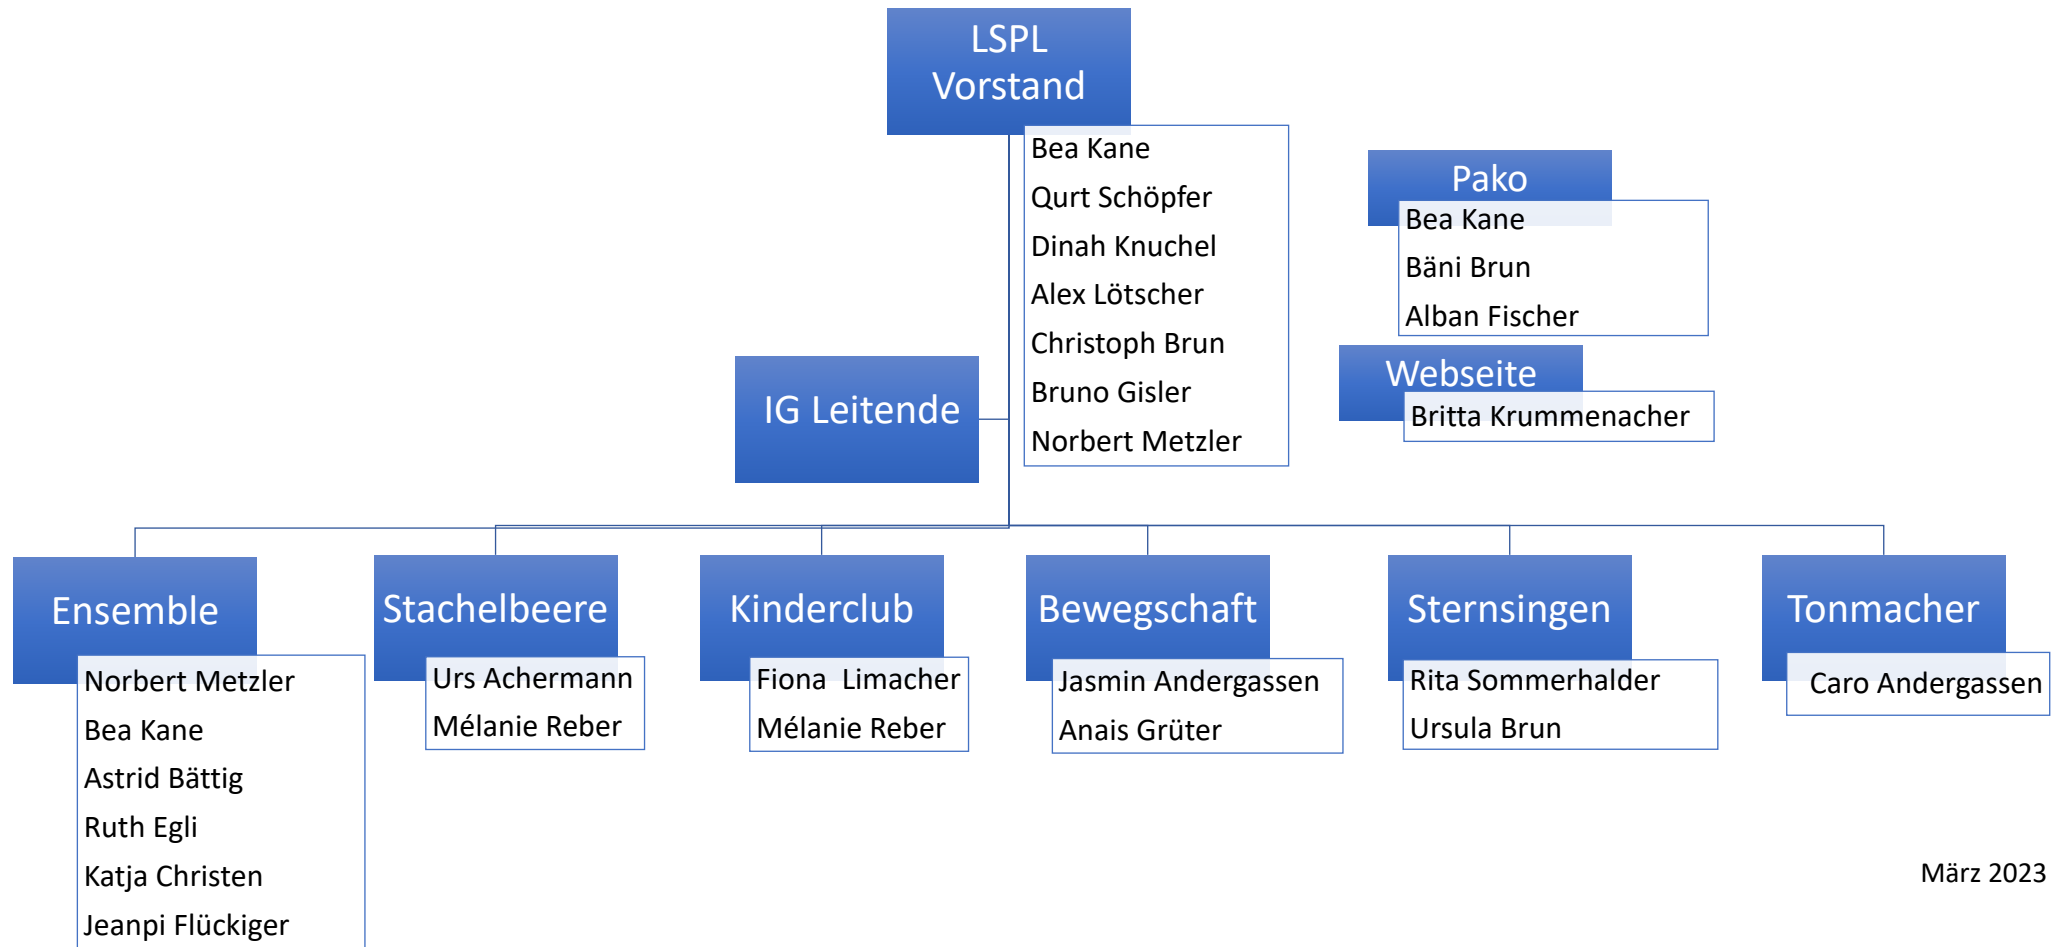 LSPL
Vorstand
Bea Kane
Qurt Schöpfer
Dinah Knuchel
Alex Lötscher
Christoph Brun
Bruno Gisler
Norbert Metzler
Pako
Bea Kane
Bäni Brun
Alban Fischer
Webseite
Britta Krummenacher
IG Leitende
Ensemble
Norbert Metzler
Bea Kane
Astrid Bättig
Ruth Egli
Katja Christen
Jeanpi Flückiger
Stachelbeere
Urs Achermann
Mélanie Reber
Kinderclub
Fiona  Limacher
Mélanie Reber
Bewegschaft
Jasmin Andergassen
Anais Grüter
Sternsingen
Rita Sommerhalder
Ursula Brun
Tonmacher
Caro Andergassen
März 2023